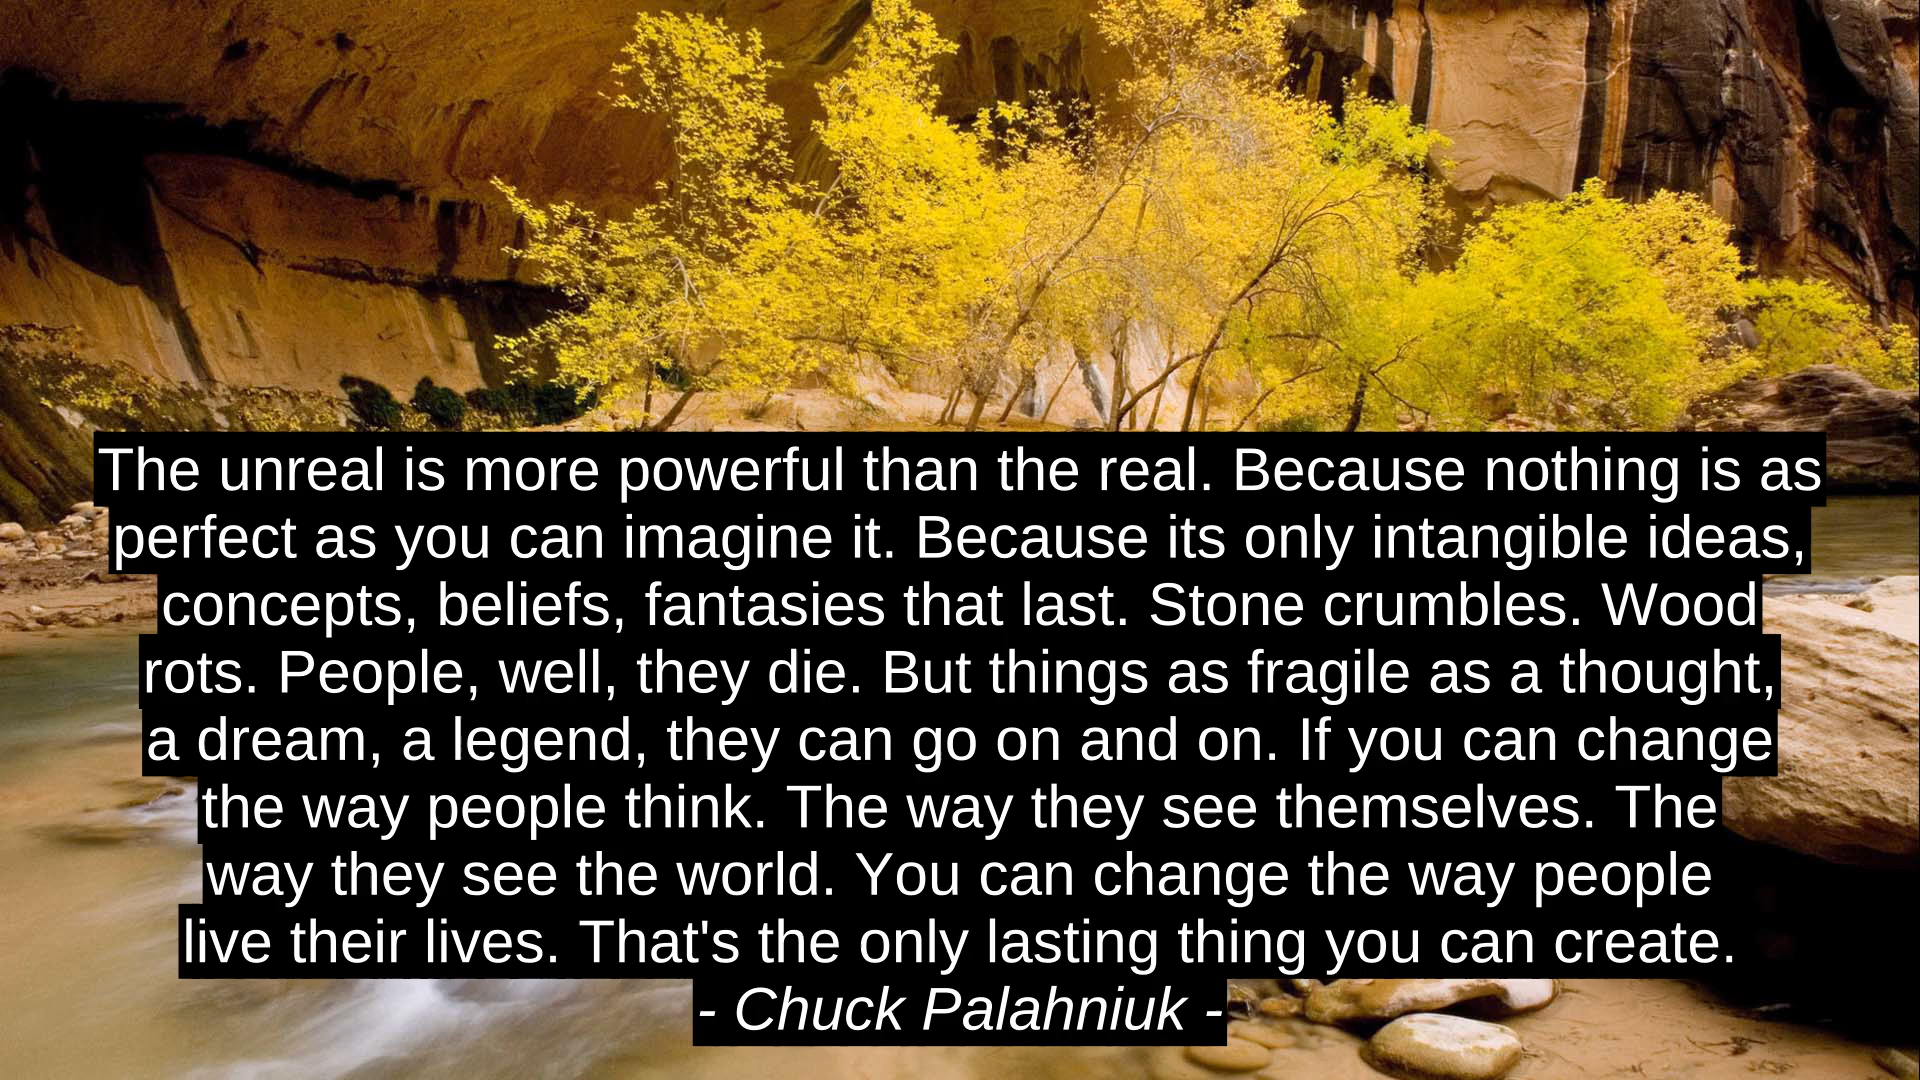 The unreal is more powerful than the real. Because nothing is as
perfect as you can imagine it. Because its only intangible ideas,
concepts, beliefs, fantasies that last. Stone crumbles. Wood
rots. People, well, they die. But things as fragile as a thought,
a dream, a legend, they can go on and on. If you can change
the way people think. The way they see themselves. The
way they see the world. You can change the way people
live their lives. That's the only lasting thing you can create.
- Chuck Palahniuk -